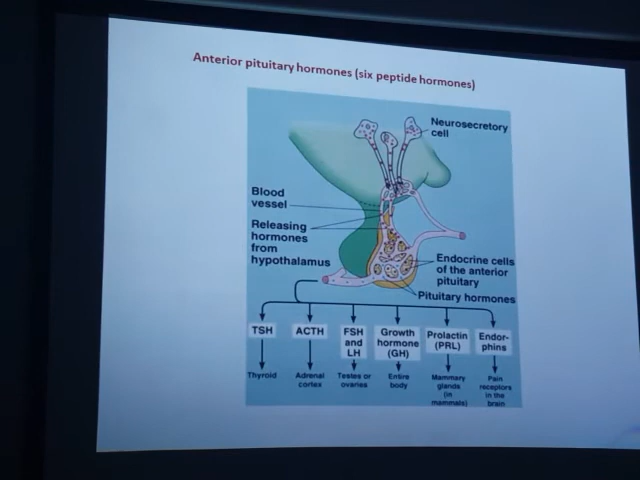 Anterior pituitary hormones (six peptide hormones)
Neurosecretory
cell
Blood
vessel
Releasing
hormones
from
hypothalamus
Endocrine cells
of the anterior
pituitary
Pituitary hormones
TSH
ACTH
FSH
and
LH
Growth
hormone
(GH)
Prolactin
(PRL)
Endor-
phins
Thyroid
Adrenal
cortex
Testes or
ovaries
Entire
body
Mammary
glands
(in
mammals)
Pain
receptors
in the
brain